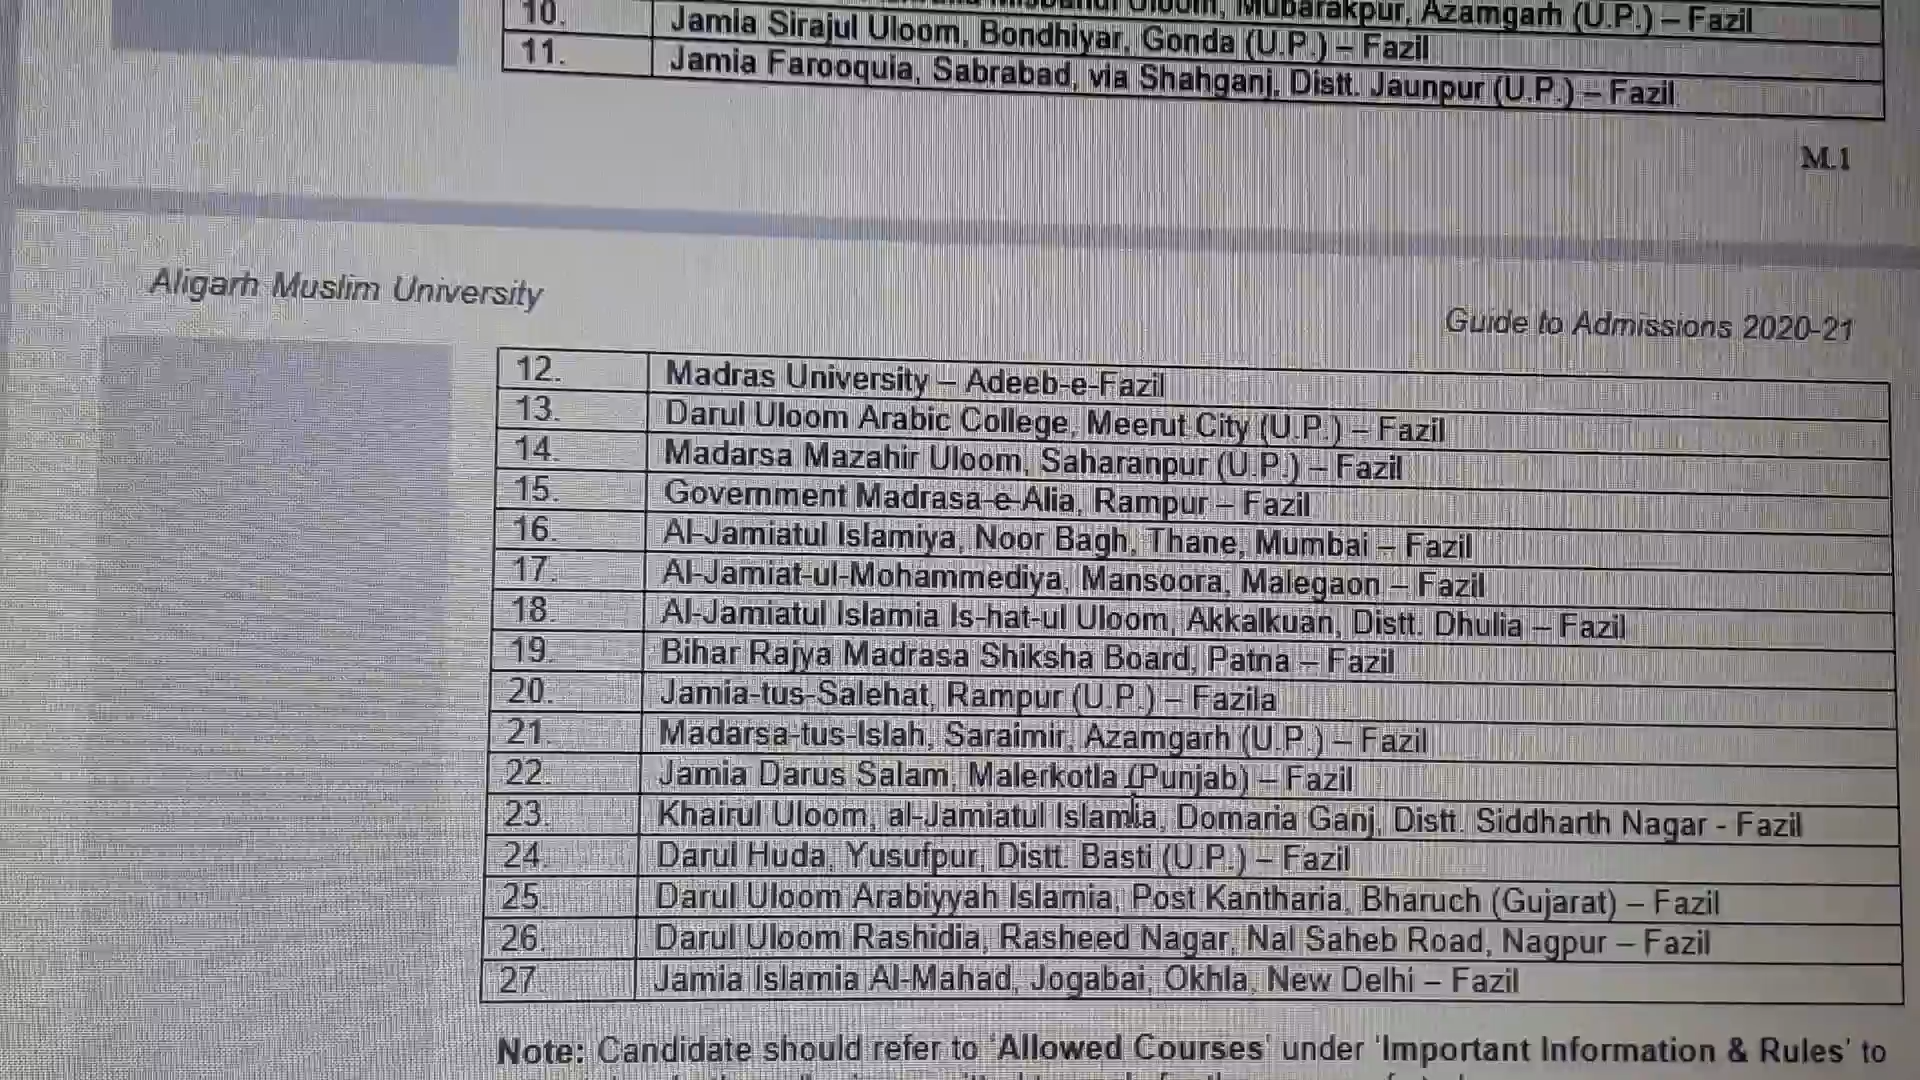 10. Mubarakpur, Azamgarh (U.P.) – Fazil
Jamia Sirajul Uloom, Bondhiyar, Gonda (U.P.) – Fazil
11. Jamia Farooquia, Sabrabad, via Shahganj, Distt. Jaunpur (U.P.) – Fazil
M.1
Aligarh Muslim University
Guide to Admissions 2020-21
12. Madras University – Adeeb-e-Fazil
13. Darul Uloom Arabic College, Meerut City (U.P.) – Fazil
14. Madarsa Mazahir Uloom, Saharanpur (U.P.) – Fazil
15. Government Madrasa-e-Alia, Rampur – Fazil
16. Al-Jamiatul Islamiya, Noor Bagh, Thane, Mumbai – Fazil
17. Al-Jamiat-ul-Mohammediya, Mansoora, Malegaon – Fazil
18. Al-Jamiatul Islamia Is-hat-ul Uloom, Akkalkuan, Distt. Dhulia – Fazil
19. Bihar Rajya Madrasa Shiksha Board, Patna – Fazil
20. Jamia-tus-Salehat, Rampur (U.P.) – Fazila
21. Madarsa-tus-Islah, Saraimir, Azamgarh (U.P.) – Fazil
22. Jamia Darus Salam, Malerkotla (Punjab) – Fazil
23. Khairul Uloom, al-Jamiatul Islamia, Domaria Ganj, Distt. Siddharth Nagar - Fazil
24. Darul Huda, Yusufpur, Distt. Basti (U.P.) – Fazil
25. Darul Uloom Arabiyyah Islamia, Post Kantharia, Bharuch (Gujarat) – Fazil
26. Darul Uloom Rashidia, Rasheed Nagar, Nal Saheb Road, Nagpur – Fazil
27. Jamia Islamia Al-Mahad, Jogabai, Okhla, New Delhi – Fazil
Note: Candidate should refer to 'Allowed Courses' under 'Important Information & Rules' to